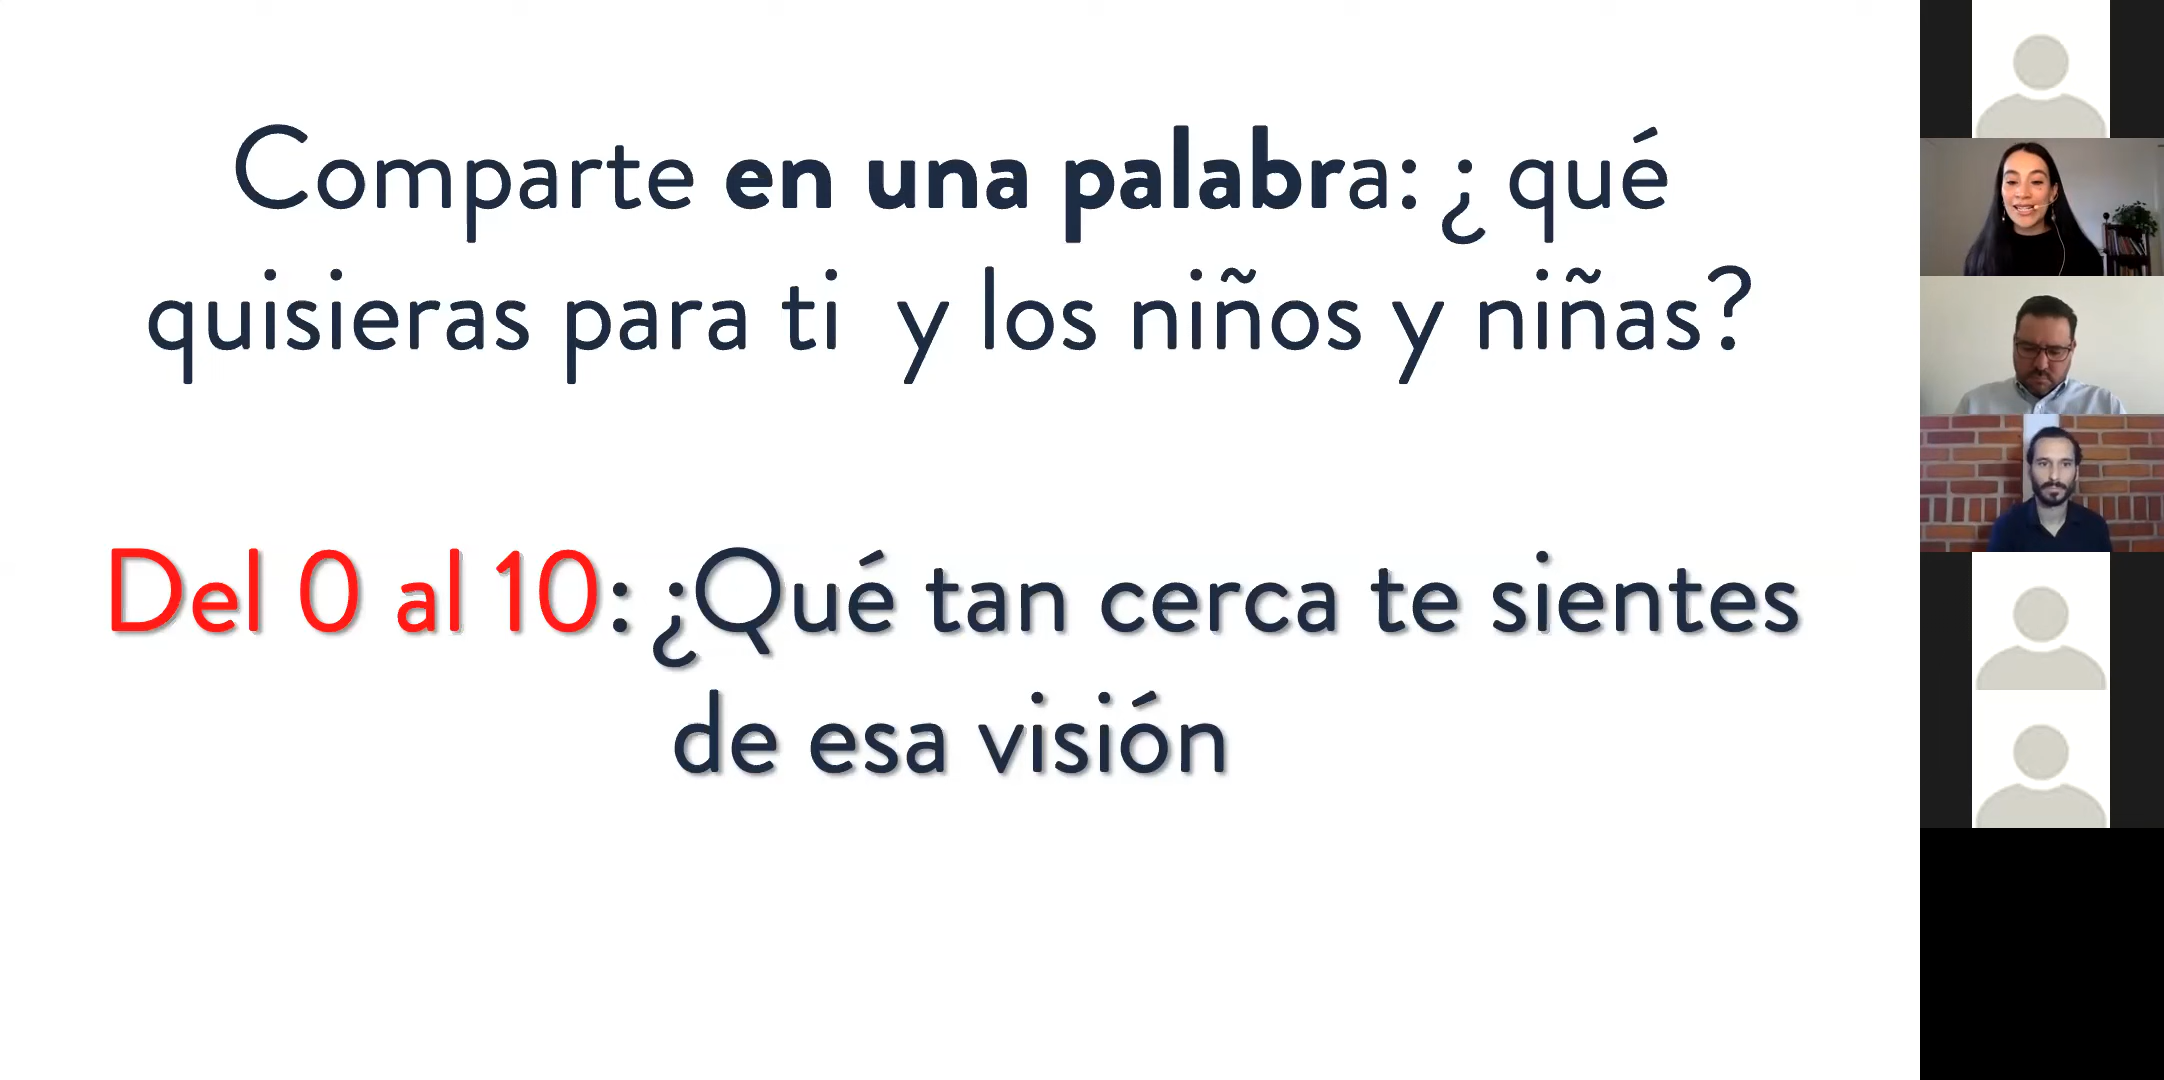 Comparte en una palabra: ¿ qué
quisieras para ti  y los niños y niñas?
Del 0 al 10: ¿Qué tan cerca te sientes
de esa visión